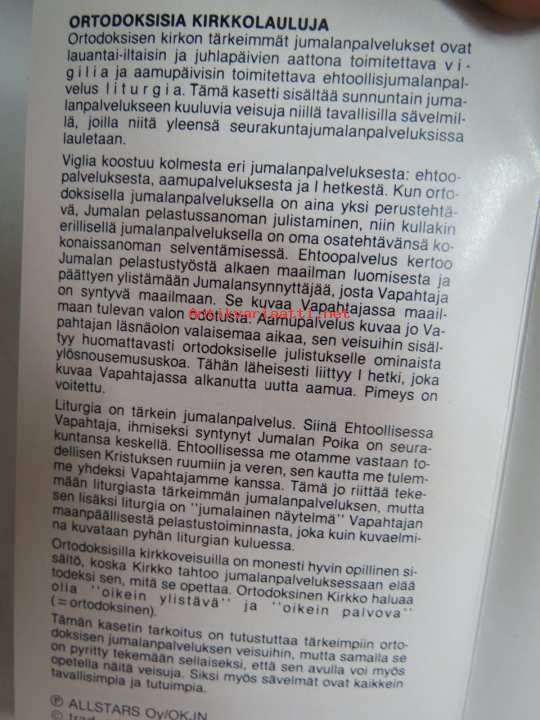 ORTODOKSISIA KIRKKOLAULUJA
Ortodoksisen kirkon tärkeimmät jumalanpalvelukset ovat
lauantai-iltaisin ja juhlapäivien aattona toimitettava v i -
g i l i a ja aamupäivisin toimitettava ehtoollisjumalanpal-
velus l i t u r g i a. Tämä kasetti sisältää sunnuntain juma-
lanpalvelukseen kuuluvia veisuja niillä tavallisilla sävelmil-
lä, joilla niitä yleensä seurakuntajumalanpalveluksissa
lauletaan.
Viglia koostuu kolmesta eri jumalanpalveluksesta: ehtoo-
palveluksesta, aamupalveluksesta ja I hetkestä. Kun orto-
doksisella jumalanpalveluksella on aina yksi perustehtä-
vä, Jumalan pelastussanoman julistaminen, niin kullakin
erillisellä jumalanpalveluksella on oma osatehtävänsä ko-
konaissanoman selventämisessä. Ehtoopalvelus kertoo
Jumalan pelastustyöstä alkaen maailman luomisesta ja
päättyen ylistämään Jumalansynnyttäjää, josta Vapahtaja
on syntyvä maailmaan. Se kuvaa Vapahtajassa maail-
maan tulevan valon odotusta. Aamupalvelus kuvaa jo Va-
pahtajan läsnäolon valaisemaa aikaa, sen veisuihin sisäl-
tyy huomattavasti ortodoksiselle julistukselle ominaista
ylösnousemususkoa. Tähän läheisesti liittyy I hetki, joka
kuvaa Vapahtajassa alkanutta uutta aamua. Pimeys on
voitettu.
Liturgia on tärkein jumalanpalvelus. Siinä Ehtoollisessa
Vapahtaja, ihmiseksi syntynyt Jumalan Poika on seura-
kuntansa keskellä. Ehtoollisessa me otamme vastaan to-
dellisen Kristuksen ruumiin ja veren, sen kautta me tulem-
me yhdeksi Vapahtajamme kanssa. Tämä jo riittää teke-
mään liturgiasta tärkeimmän jumalanpalveluksen, mutta
sen lisäksi liturgia on ''jumalainen näytelmä'' Vapahtajan
maanpäällisestä pelastustoiminnasta, joka kuin kuvaelmi-
na kuvataan pyhän liturgian kuluessa.
Ortodoksisilla kirkkoveisuilla on monesti hyvin opillinen si-
sältö, koska Kirkko tahtoo jumalanpalveluksessaan elää
todeksi sen, mitä se opettaa. Ortodoksinen Kirkko haluaa
olla ''o i k e i n y l i s t ä v ä'' ja ''o i k e i n p a l v o v a''
(=ortodoksinen).
Tämän kasetin tarkoitus on tutustuttaa tärkeimpiin orto-
doksisen jumalanpalveluksen veisuihin, mutta samalla se
on pyritty tekemään sellaiseksi, että sen avulla voi myös
opetella näitä veisuja. Siksi myös sävelmät ovat kaikkein
tavallisimpia ja tutuimpia.
Ⓟ ALLSTARS Oy/OKJN